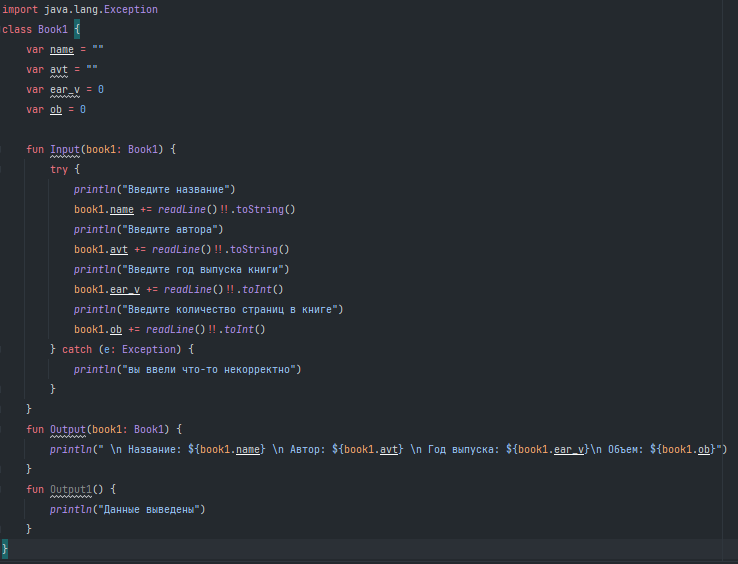 import java.lang.Exception
class Book1 {
    var name = ""
    var avt = ""
    var ear_v = 0
    var ob = 0

    fun Input(book1: Book1) {
        try {
            println("Введите название")
            book1.name += readLine()!!.toString()
            println("Введите автора")
            book1.avt += readLine()!!.toString()
            println("Введите год выпуска книги")
            book1.ear_v += readLine()!!.toInt()
            println("Введите количество страниц в книге")
            book1.ob += readLine()!!.toInt()
        } catch (e: Exception) {
            println("вы ввели что-то некорректно")
        }
    }
    fun Output(book1: Book1) {
        println(" \n Название: ${book1.name} \n Автор: ${book1.avt} \n Год выпуска: ${book1.ear_v}\n Объем: ${book1.ob}")
    }
    fun Output1() {
        println("Данные выведены")
    }
}